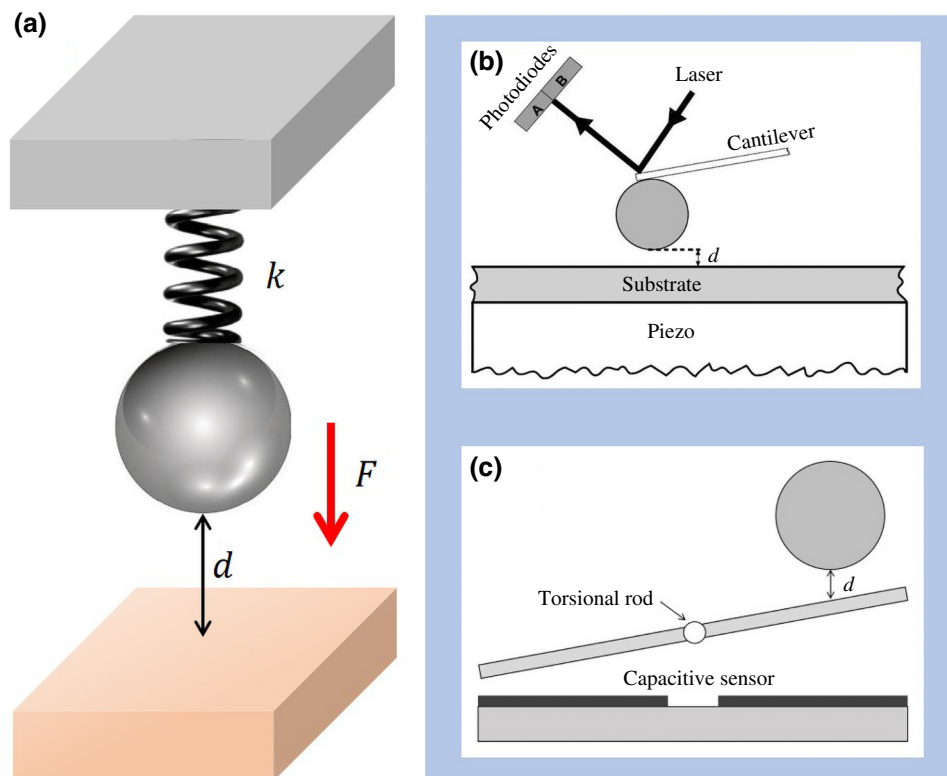 (a)
k
F
d
(b)
Photodiodes
A
B
Laser
Cantilever
d
Substrate
Piezo
(c)
d
Torsional rod
Capacitive sensor